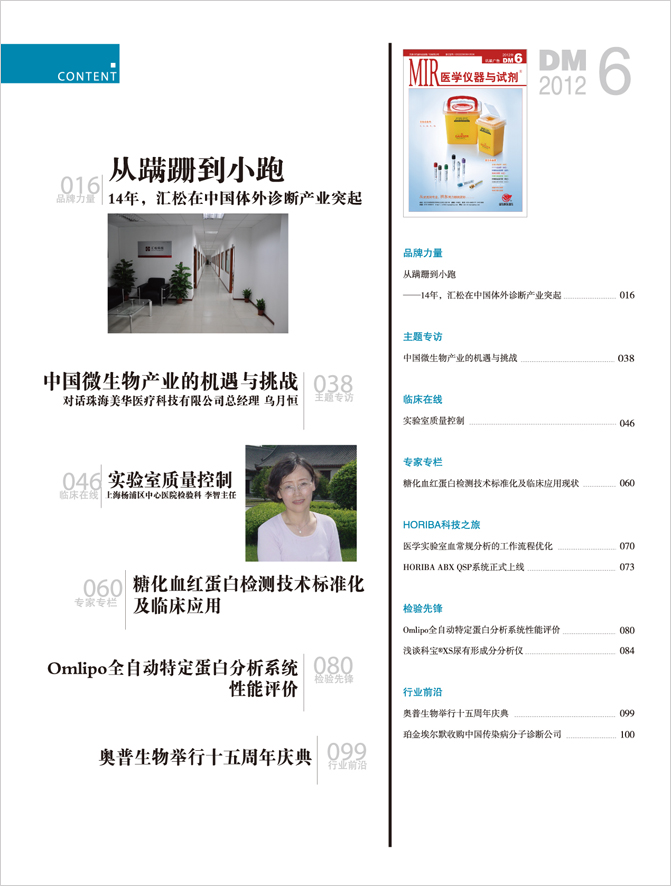 CONTENT
016
品牌力量
从蹒跚到小跑
14年，汇松在中国体外诊断产业突起
中国微生物产业的机遇与挑战
对话珠海美华医疗科技有限公司总经理 乌月恒
038
主题专访
046
临床在线
实验室质量控制
上海杨浦区中心医院检验科 李智主任
060
专家专栏
糖化血红蛋白检测技术标准化
及临床应用
Omlipo全自动特定蛋白分析系统
性能评价
080
检验先锋
奥普生物举行十五周年庆典
099
行业前沿
2012年
DM 6
MIR 医学仪器与试剂
DM
2012
6
品牌力量
从蹒跚到小跑
——14年，汇松在中国体外诊断产业突起 016
主题专访
中国微生物产业的机遇与挑战 038
临床在线
实验室质量控制 046
专家专栏
糖化血红蛋白检测技术标准化及临床应用现状 060
HORIBA科技之旅
医学实验室血常规分析的工作流程优化 070
HORIBA ABX QSP系统正式上线 073
检验先锋
Omlipo全自动特定蛋白分析系统性能评价 080
浅谈科宝®XS尿有形成分分析仪 084
行业前沿
奥普生物举行十五周年庆典 099
珀金埃尔默收购中国传染病分子诊断公司 100